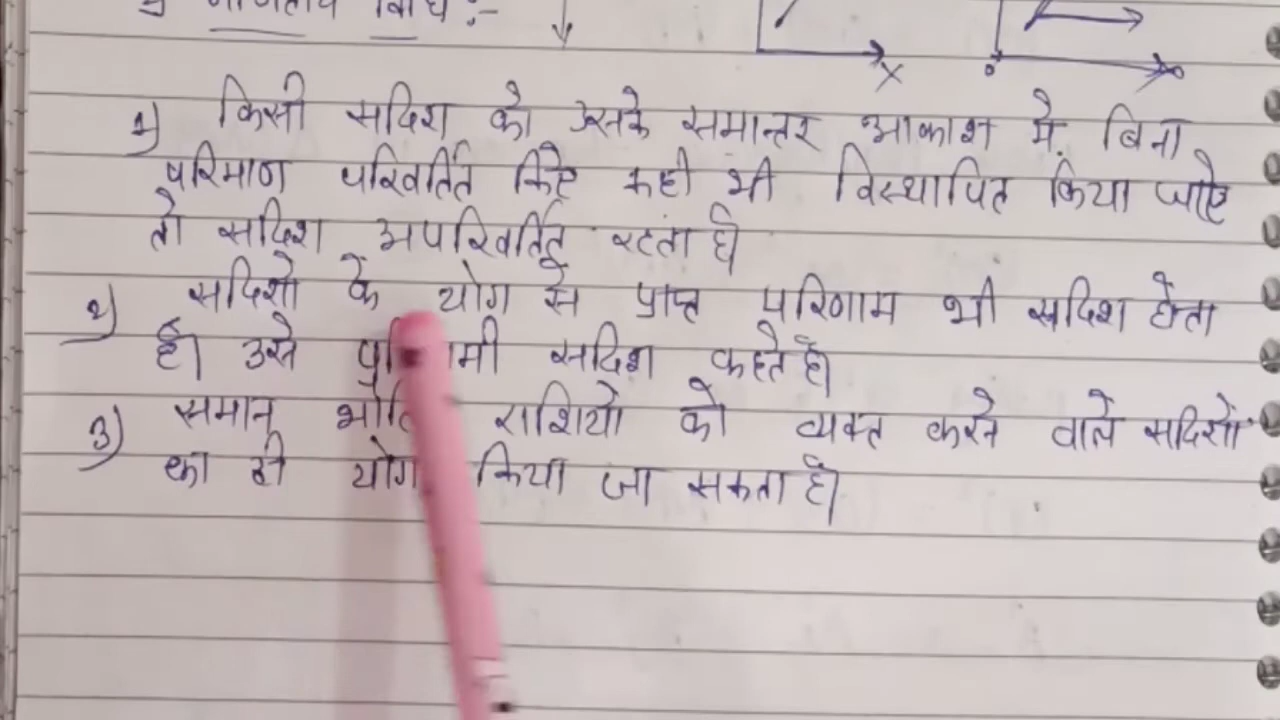 विधि :-
X
1) किसी सदिश को उसके समान्तर आकाश में बिना
परिमाण परिवर्तित किए कही भी विस्थापित किया जाऐ
तो सदिश अपरिवर्तित रहता है।
2) सदिशो के योग से प्राप्त परिणाम भी सदिश होता
है। उसे सदिश कहते है।
3) समान राशियो को व्यक्त करने वाले सदिशों
का ही योग किया जा सकता है।